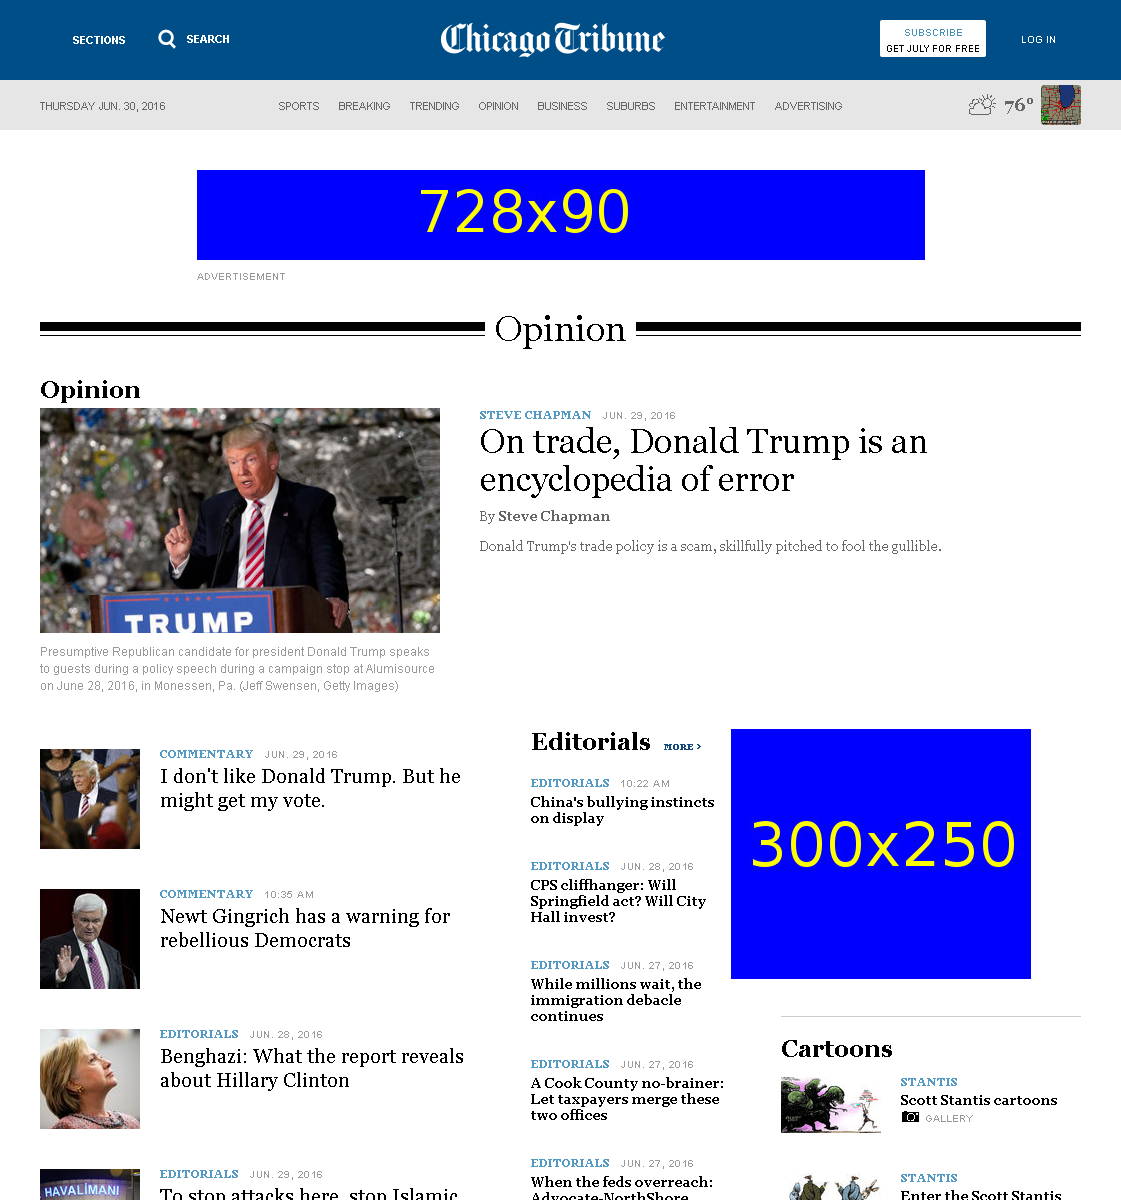 SECTIONS
SEARCH
Chicago Tribune
SUBSCRIBE
GET JULY FOR FREE
LOG IN
THURSDAY JUN. 30, 2016
SPORTS
BREAKING
TRENDING
OPINION
BUSINESS
SUBURBS
ENTERTAINMENT
ADVERTISING
76°
728x90
ADVERTISEMENT
Opinion
Opinion
TRUMP
Presumptive Republican candidate for president Donald Trump speaks
to guests during a policy speech during a campaign stop at Alumisource
on June 28, 2016, in Monessen, Pa. (Jeff Swensen, Getty Images)
STEVE CHAPMAN JUN. 29, 2016
On trade, Donald Trump is an
encyclopedia of error
By Steve Chapman
Donald Trump's trade policy is a scam, skillfully pitched to fool the gullible.
COMMENTARY JUN. 29, 2016
I don't like Donald Trump. But he
might get my vote.
COMMENTARY 10:35 AM
Newt Gingrich has a warning for
rebellious Democrats
EDITORIALS JUN. 28, 2016
Benghazi: What the report reveals
about Hillary Clinton
HAVALİMANI
EDITORIALS JUN. 29, 2016
To stop attacks here, stop Islamic
Editorials MORE >
EDITORIALS 10:22 AM
China's bullying instincts
on display
EDITORIALS JUN. 28, 2016
CPS cliffhanger: Will
Springfield act? Will City
Hall invest?
EDITORIALS JUN. 27, 2016
While millions wait, the
immigration debacle
continues
EDITORIALS JUN. 27, 2016
A Cook County no-brainer:
Let taxpayers merge these
two offices
EDITORIALS JUN. 27, 2016
When the feds overreach:
Advocate-NorthShore
300x250
Cartoons
STANTIS
Scott Stantis cartoons
GALLERY
STANTIS
Enter the Scott Stantis